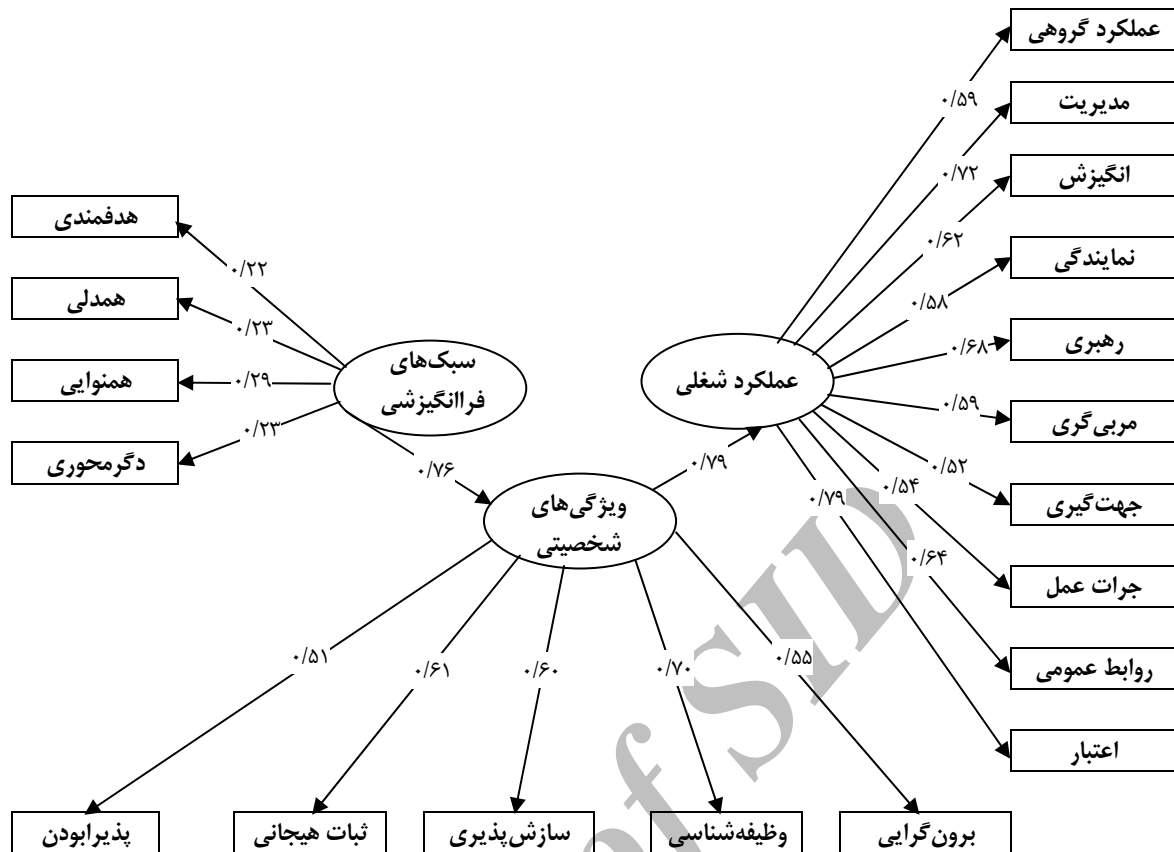 عملکرد گروهی
۰/۵۹
مدیریت
۰/۷۲
انگیزش
۰/۶۲
نمایندگی
۰/۵۸
رهبری
۰/۶۸
مربی‌گری
۰/۵۹
جهت‌گیری
۰/۵۲
جرات عمل
۰/۵۴
روابط عمومی
۰/۶۴
اعتبار
۰/۷۹
عملکرد شغلی
۰/۷۹
هدفمندی
۰/۲۲
همدلی
۰/۲۳
همنوایی
۰/۲۹
دگرمحوری
۰/۲۳
سبک‌های
فراانگیزشی
۰/۷۶
ویژگی‌های
شخصیتی
۰/۵۵
۰/۷۰
۰/۶۰
۰/۶۱
۰/۵۱
برون‌گرایی
وظیفه‌شناسی
سازش‌پذیری
ثبات هیجانی
پذیرابودن
of SID